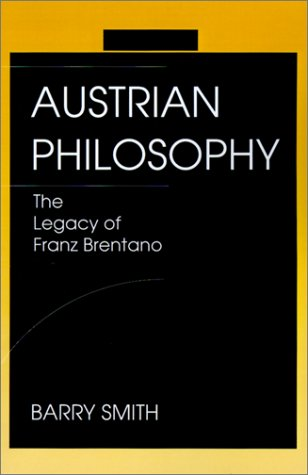 AUSTRIAN
PHILOSOPHY
The
Legacy of
Franz Brentano
BARRY SMITH